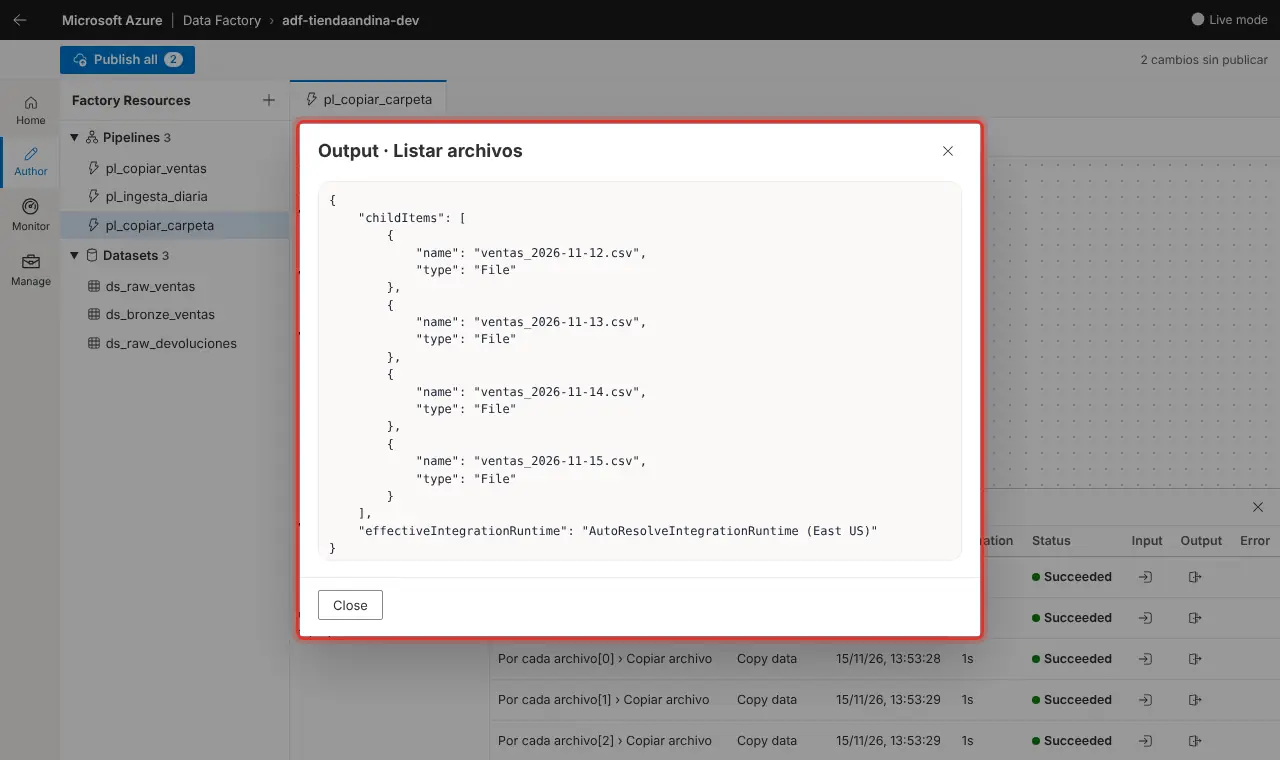 Microsoft Azure | Data Factory › adf-tiendaandina-dev
Live mode
Publish all 2
2 cambios sin publicar
Home
Author
Monitor
Manage
Factory Resources
Pipelines 3
pl_copiar_ventas
pl_ingesta_diaria
pl_copiar_carpeta
Datasets 3
ds_raw_ventas
ds_bronze_ventas
ds_raw_devoluciones
pl_copiar_carpeta
Output · Listar archivos
{
    "childItems": [
        {
            "name": "ventas_2026-11-12.csv",
            "type": "File"
        },
        {
            "name": "ventas_2026-11-13.csv",
            "type": "File"
        },
        {
            "name": "ventas_2026-11-14.csv",
            "type": "File"
        },
        {
            "name": "ventas_2026-11-15.csv",
            "type": "File"
        }
    ],
    "effectiveIntegrationRuntime": "AutoResolveIntegrationRuntime (East US)"
}
Close
Status Input Output Error
Succeeded
Succeeded
Por cada archivo[0] › Copiar archivo Copy data 15/11/26, 13:53:28 1s Succeeded
Por cada archivo[1] › Copiar archivo Copy data 15/11/26, 13:53:29 1s Succeeded
Por cada archivo[2] › Copiar archivo Copy data 15/11/26, 13:53:29 1s Succeeded